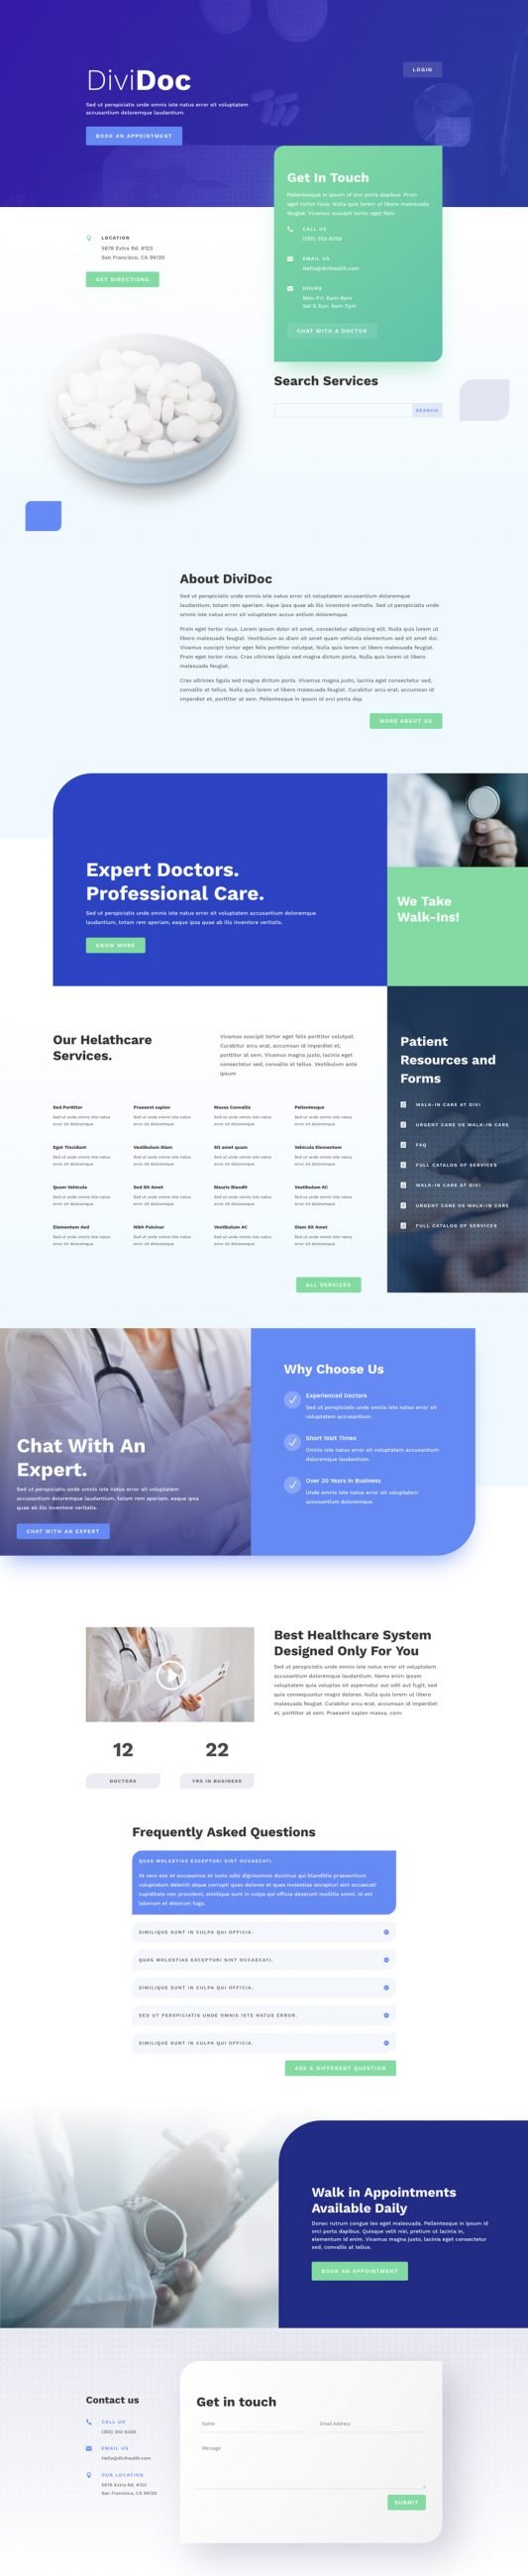 DiviDoc
LOGIN
Sed ut perspiciatis unde omnis iste natus error sit voluptatem
accusantium doloremque laudantium.
BOOK AN APPOINTMENT
Get In Touch
Pellentesque in ipsum id orci porta dapibus. Proin
eget tortor risus. Nulla quis lorem ut libero malesuada
feugiat. Vivamus suscipit tortor eget felis
CALL US
EMAIL US
Hello@divihealth.com
HOURS
Mon-Fri: 8am-9pm
Sat & Sun: 8am-7pm
CHAT WITH A DOCTOR
LOCATION
5678 Extra Rd. #123
San Francisco, CA 96120
GET DIRECTIONS
Search Services
SEARCH
About DiviDoc
Sed ut perspiciatis unde omnis iste natus error sit voluptatem accusantium doloremque
laudantium, totam rem aperiam. Aque ipsa quae ab illo inventore veritatis. Sed ut perspiciatis unde
omnis iste natus error sit voluptatem accus antium doloremque.
Proin eget tortor risus. Lorem ipsum dolor sit amet, consectetur adipiscing elit. Nulla quis lorem ut
libero malesuada feugiat. Vestibulum ac diam sit amet quam vehicula elementum sed sit amet dui.
Vivamus suscipit tortor eget felis porttitor volutpat. Nulla quis lorem ut libero malesuada feugiat.
Proin eget tortor risus. Cras ultricies ligula sed magna dictum porta. Nulla quis lorem ut libero
malesuada feugiat.
Cras ultricies ligula sed magna dictum porta. Vivamus magna justo, lacinia eget consectetur sed,
convallis at tellus. Nulla quis lorem ut libero malesuada feugiat. Curabitur arcu erat, accumsan id
imperdiet et, porttitor at sem. Pellentesque in ipsum id orci porta dap
MORE ABOUT US
Expert Doctors.
Professional Care.
Sed ut perspiciatis unde omnis iste natus error sit voluptatem accusantium doloremque
laudantium, totam rem aperiam, eaque ipsa quae ab illo inventore veritatis.
KNOW MORE
We Take
Walk-Ins!
Our Helathcare
Services.
Vivamus suscipit tortor eget felis porttitor volutpat.
Curabitur arcu erat, accumsan id imperdiet et,
porttitor at sem. Vivamus magna justo, lacinia eget
consectetur sed, convallis at tellus. Vestibulum ante
ipsum
Sed Porttitor
Sed ut unde omnis iste natus
error sit doloremque
Praesent sapien
Sed ut unde omnis iste natus
error sit doloremque
Massa Convallis
Sed ut unde omnis iste natus
error sit doloremque
Pellentesque
Sed ut unde omnis iste natus
error sit doloremque
Eget Tincidunt
Sed ut unde omnis iste natus
error sit doloremque
Vestibulum Diam
Sed ut unde omnis iste natus
error sit doloremque
Sit amet quam
Sed ut unde omnis iste natus
error sit doloremque
Vehicula Elementum
Sed ut unde omnis iste natus
error sit doloremque
Quam Vehicula
Sed ut unde omnis iste natus
error sit doloremque
Sed Sit Amet
Sed ut unde omnis iste natus
error sit doloremque
Mauris Blandit
Sed ut unde omnis iste natus
error sit doloremque
Vestibulum AC
Sed ut unde omnis iste natus
error sit doloremque
Elementum Sed
Sed ut unde omnis iste natus
error sit doloremque
Nibh Pulvinar
Sed ut unde omnis iste natus
error sit doloremque
Vestibulum AC
Sed ut unde omnis iste natus
error sit doloremque
Diam Sit Amet
Sed ut unde omnis iste natus
error sit doloremque
ALL SERVICES
Patient
Resources and
Forms
WALK-IN CARE AT DIVI
URGENT CARE VS WALK-IN CARE
FAQ
FULL CATALOG OF SERVICES
WALK-IN CARE AT DIVI
URGENT CARE VS WALK-IN CARE
FULL CATALOG OF SERVICES
Chat With An
Expert.
Sed ut perspiciatis unde omnis iste natus error sit voluptatem
accusantium doloremque laudantium, totam rem aperiam, eaque ipsa
quae ab illo inventore veritatis.
CHAT WITH AN EXPERT
Why Choose Us
Experienced Doctors
Sed ut perspiciatis unde omnis iste natus error sit
voluptatem accusantium.
Short Wait Times
Omnis iste natus error sit voluptatem accusantium
doloremque laudantium.
Over 20 Years in Business
Unde omnis iste natus error sit voluptatem
accusantium doloremque.
Best Healthcare System
Designed Only For You
Sed ut perspiciatis unde omnis iste natus error sit voluptatem
accusantium doloremque laudantium. Nemo enim ipsam
voluptatem quia voluptas sit aspernatur aut odit aut fugit, sed
quia consequuntur magni dolores. Nulla quis lorem ut libero
malesuada feugiat. Curabitur arcu erat, accumsan id imperdiet
et, porttitor at sem. Praesent sapien massa, conv
12
DOCTORS
22
YRS IN BUSINESS
Frequently Asked Questions
QUAS MOLESTIAS EXCEPTURI SINT OCCAECATI.
At vero eos et accusamus et iusto odio dignissimos ducimus qui blanditiis praesentium
voluptatum deleniti atque corrupti quos dolores et quas molestias excepturi sint occaecati
cupiditate non provident, similique sunt in culpa qui officia deserunt mollitia animi, id est
laborum et dolorum fuga.
SIMILIQUE SUNT IN CULPA QUI OFFICIA.
QUAS MOLESTIAS EXCEPTURI SINT OCCAECATI.
SIMILIQUE SUNT IN CULPA QUI OFFICIA.
SED UT PERSPICIATIS UNDE OMNIS ISTE NATUS ERROR.
SIMILIQUE SUNT IN CULPA QUI OFFICIA.
ASK A DIFFERENT QUESTION
Walk in Appointments
Available Daily
Donec rutrum congue leo eget malesuada. Pellentesque in ipsum id
orci porta dapibus. Quisque velit nisi, pretium ut lacinia in,
elementum id enim. Vivamus magna justo, lacinia eget consectetur
sed, convallis at tellus.
BOOK AN APPOINTMENT
Contact us
CALL US
EMAIL US
Hello@divihealth.com
OUR LOCATION
5678 Extra Rd. #123
San Francisco, CA 96120
Get in touch
Name
Email Address
Message
SUBMIT